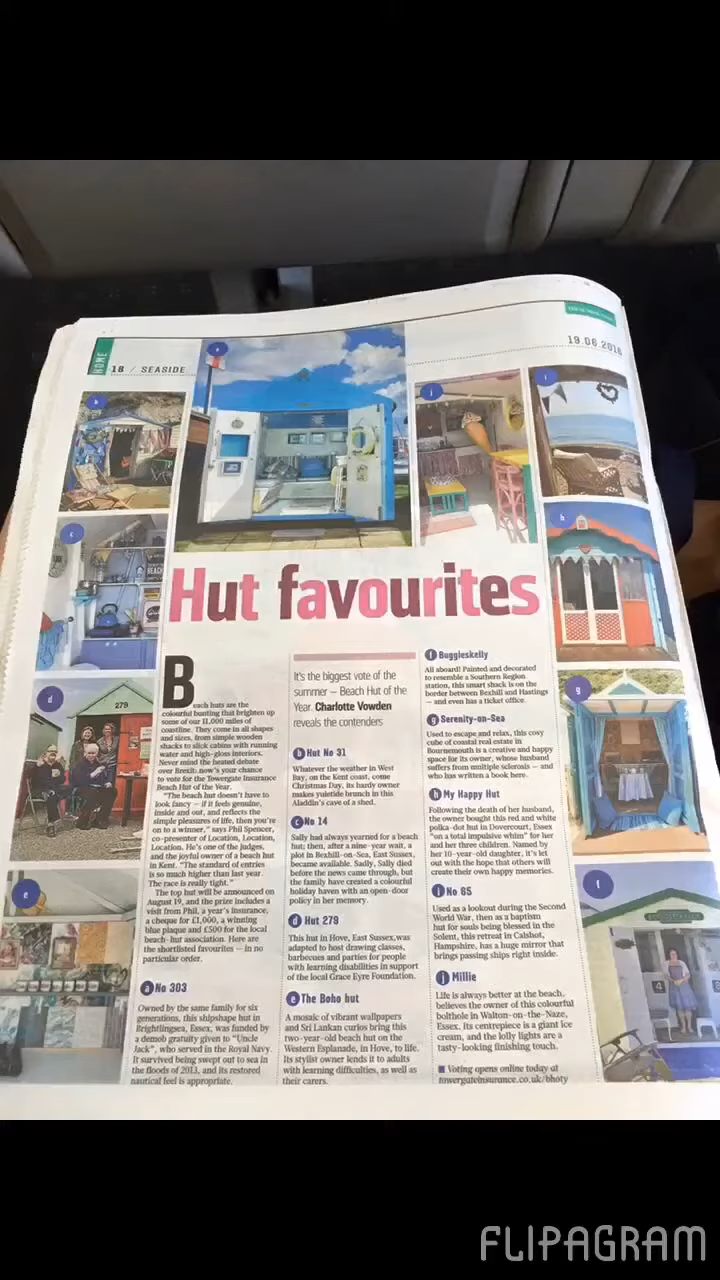 HOME
18 / SEASIDE
19.06.2016
Hut favourites
Beach huts are the
colourful bunting that brighten up
some of our 11,000 miles of
coastline. They come in all shapes
and sizes, from simple wooden
shacks to slick cabins with running
water and high-gloss interiors.
Never mind the heated debate
over Brexit: now's your chance
to vote for the Towergate Insurance
Beach Hut of the Year.
"The beach hut doesn't have to
look fancy — if it feels genuine,
inside and out, and reflects the
simple pleasures of life, then you're
on to a winner," says Phil Spencer,
co-presenter of Location, Location,
Location. He's one of the judges,
and the joyful owner of a beach hut
in Kent. "The standard of entries
is so much higher than last year.
The race is really tight."
The top hut will be announced on
August 19, and the prize includes a
visit from Phil, a year's insurance,
a cheque for £1,000, a winning
blue plaque and £500 for the local
beach-hut association. Here are
the shortlisted favourites — in no
particular order.
a No 303
Owned by the same family for six
generations, this shipshape hut in
Brightlingsea, Essex, was funded by
a demob gratuity given to "Uncle
Jack", who served in the Royal Navy.
It survived being swept out to sea in
the floods of 2013, and its restored
nautical feel is appropriate.
It's the biggest vote of the
summer — Beach Hut of the
Year. Charlotte Vowden
reveals the contenders
b Hut No 31
Whatever the weather in West
Bay, on the Kent coast, come
Christmas Day, its hardy owner
makes yuletide brunch in this
Aladdin's cave of a shed.
c No 14
Sally had always yearned for a beach
hut; then, after a nine-year wait, a
plot in Bexhill-on-Sea, East Sussex,
became available. Sadly, Sally died
before the news came through, but
the family have created a colourful
holiday haven with an open-door
policy in her memory.
d Hut 279
This hut in Hove, East Sussex, was
adapted to host drawing classes,
barbecues and parties for people
with learning disabilities in support
of the local Grace Eyre Foundation.
e The Boho hut
A mosaic of vibrant wallpapers
and Sri Lankan curios bring this
two-year-old beach hut on the
Western Esplanade, in Hove, to life.
Its stylist owner lends it to adults
with learning difficulties, as well as
their carers.
f Buggleskelly
All aboard! Painted and decorated
to resemble a Southern Region
station, this smart shack is on the
border between Bexhill and Hastings
— and even has a ticket office.
g Serenity-on-Sea
Used to escape and relax, this cosy
cube of coastal real estate in
Bournemouth is a creative and happy
space for its owner, whose husband
suffers from multiple sclerosis — and
who has written a book here.
h My Happy Hut
Following the death of her husband,
the owner bought this red and white
polka-dot hut in Dovercourt, Essex
"on a total impulsive whim" for her
and her three children. Named by
her 10-year-old daughter, it's let
out with the hope that others will
create their own happy memories.
i No 65
Used as a lookout during the Second
World War, then as a baptism
hut for souls being blessed in the
Solent, this retreat in Calshot,
Hampshire, has a huge mirror that
brings passing ships right inside.
j Millie
Life is always better at the beach,
believes the owner of this colourful
bolthole in Walton-on-the-Naze,
Essex. Its centrepiece is a giant ice
cream, and the lolly lights are a
tasty-looking finishing touch.
Voting opens online today at
towergateinsurance.co.uk/bhoty
279
b
c
d
e
j
h
g
f
4
BEACH
FLIPAGRAM